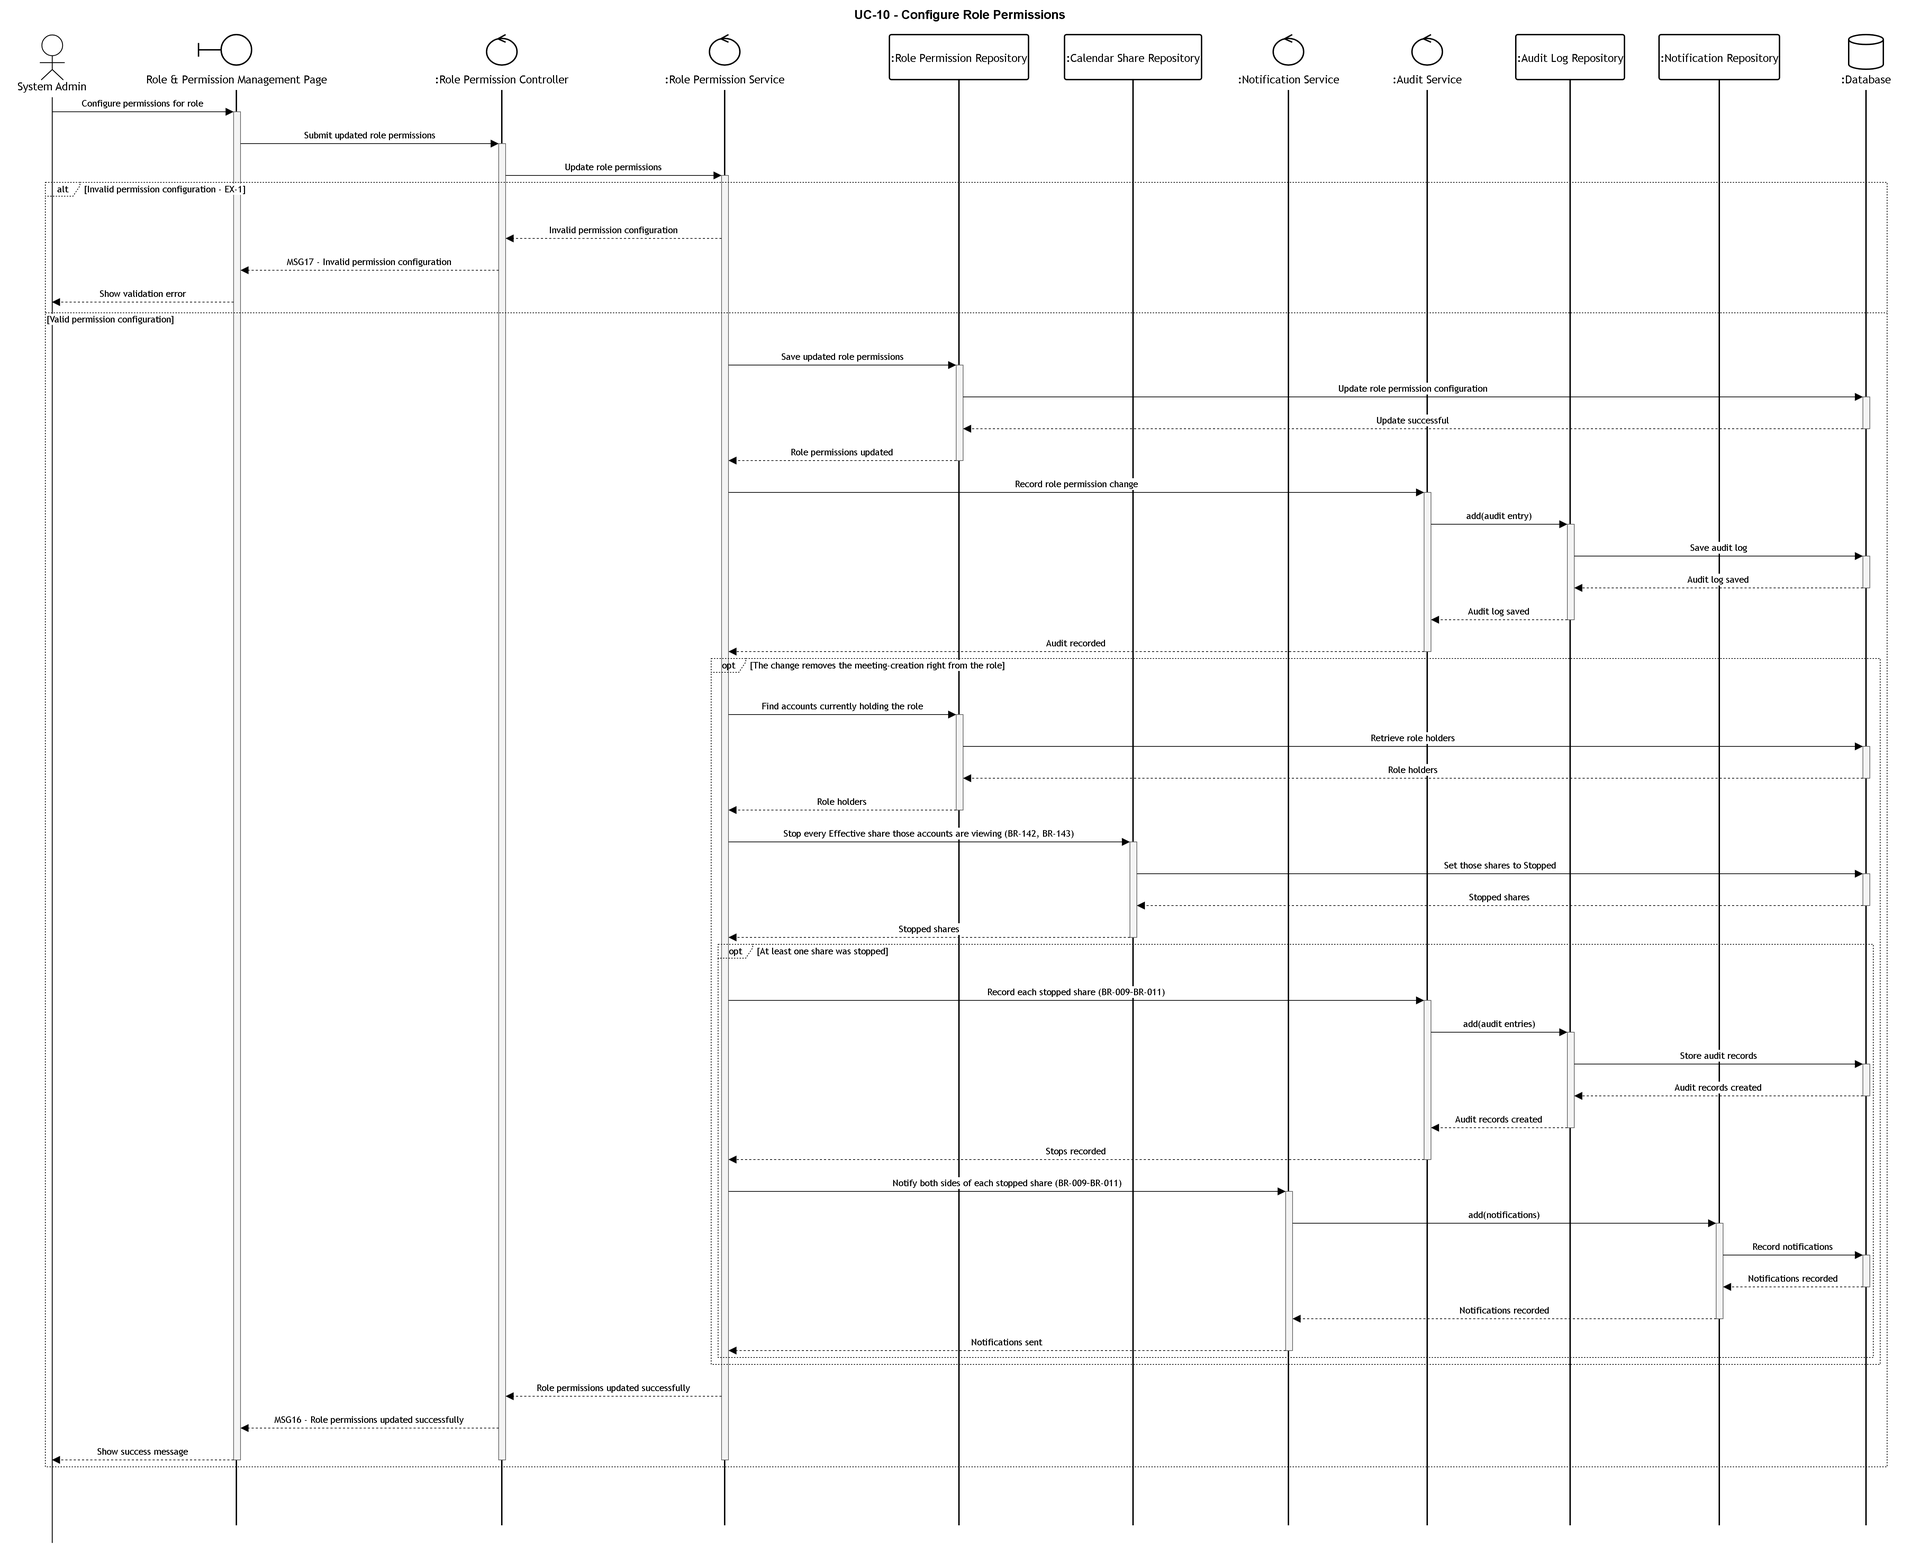 UC-10 - Configure Role Permissions
System Admin
Role & Permission Management Page
:Role Permission Controller
:Role Permission Service
:Role Permission Repository
:Calendar Share Repository
:Notification Service
:Audit Service
:Audit Log Repository
:Notification Repository
:Database
Configure permissions for role
Submit updated role permissions
Update role permissions
alt [Invalid permission configuration - EX-1]
Invalid permission configuration
MSG17 - Invalid permission configuration
Show validation error
[Valid permission configuration]
Save updated role permissions
Update role permission configuration
Update successful
Role permissions updated
Record role permission change
add(audit entry)
Save audit log
Audit log saved
Audit log saved
Audit recorded
opt [The change removes the meeting-creation right from the role]
Find accounts currently holding the role
Retrieve role holders
Role holders
Role holders
Stop every Effective share those accounts are viewing (BR-142, BR-143)
Set those shares to Stopped
Stopped shares
Stopped shares
opt [At least one share was stopped]
Record each stopped share (BR-009-BR-011)
add(audit entries)
Store audit records
Audit records created
Audit records created
Stops recorded
Notify both sides of each stopped share (BR-009-BR-011)
add(notifications)
Record notifications
Notifications recorded
Notifications recorded
Notifications sent
Role permissions updated successfully
MSG16 - Role permissions updated successfully
Show success message